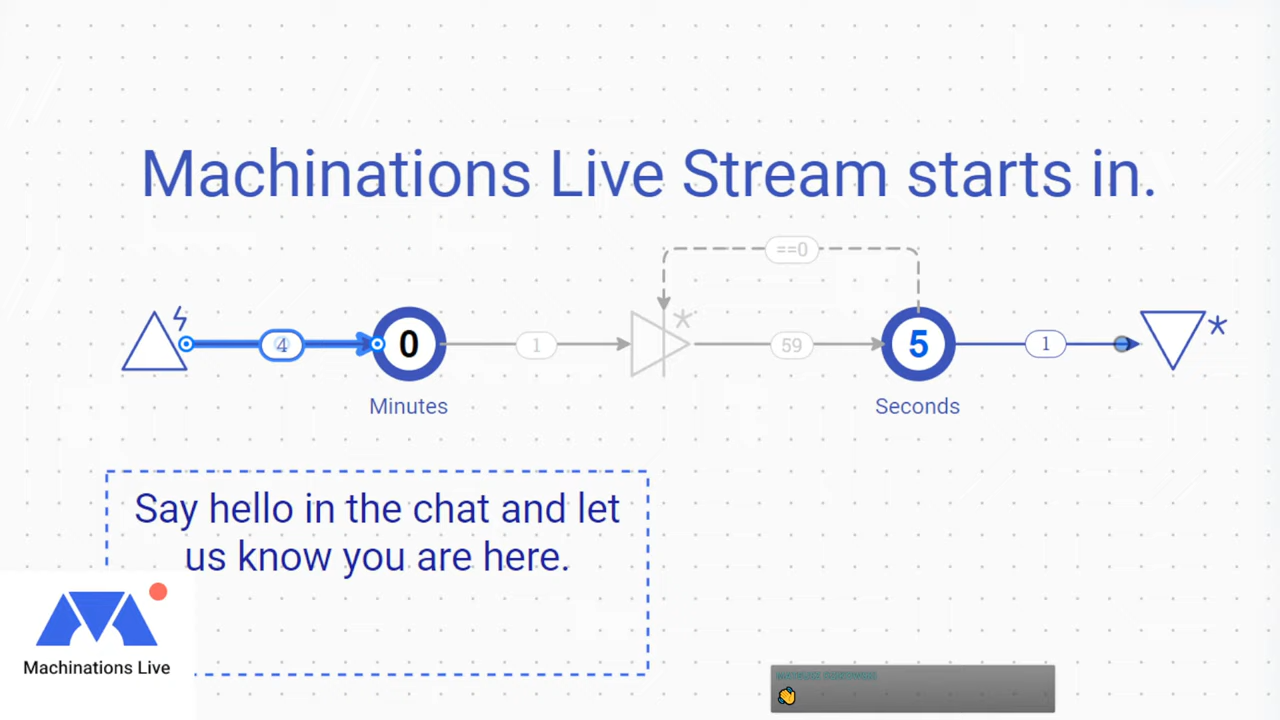 Machinations Live Stream starts in.
==0
4
0
1
59
5
1
Minutes
Seconds
Say hello in the chat and let
us know you are here.
Machinations Live